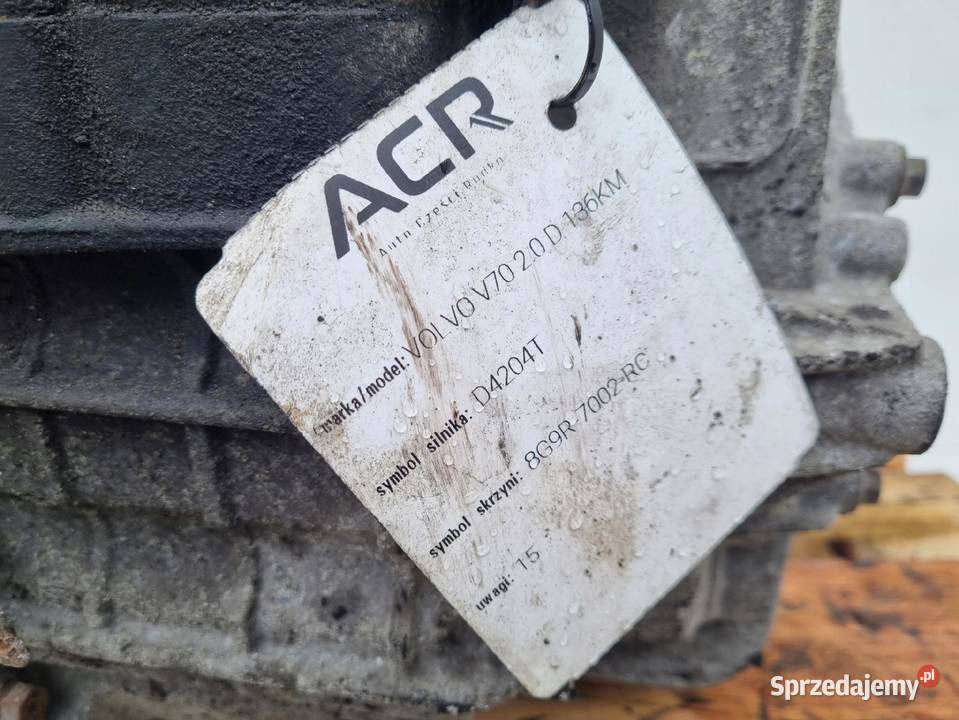 ACR
Auto Części Rudka
marka/model: VOLVO V70 2.0 D 136KM
symbol silnika: D4204T
symbol skrzyni: 8G9R-7002-RC
uwagi: 15
Sprzedajemy.pl